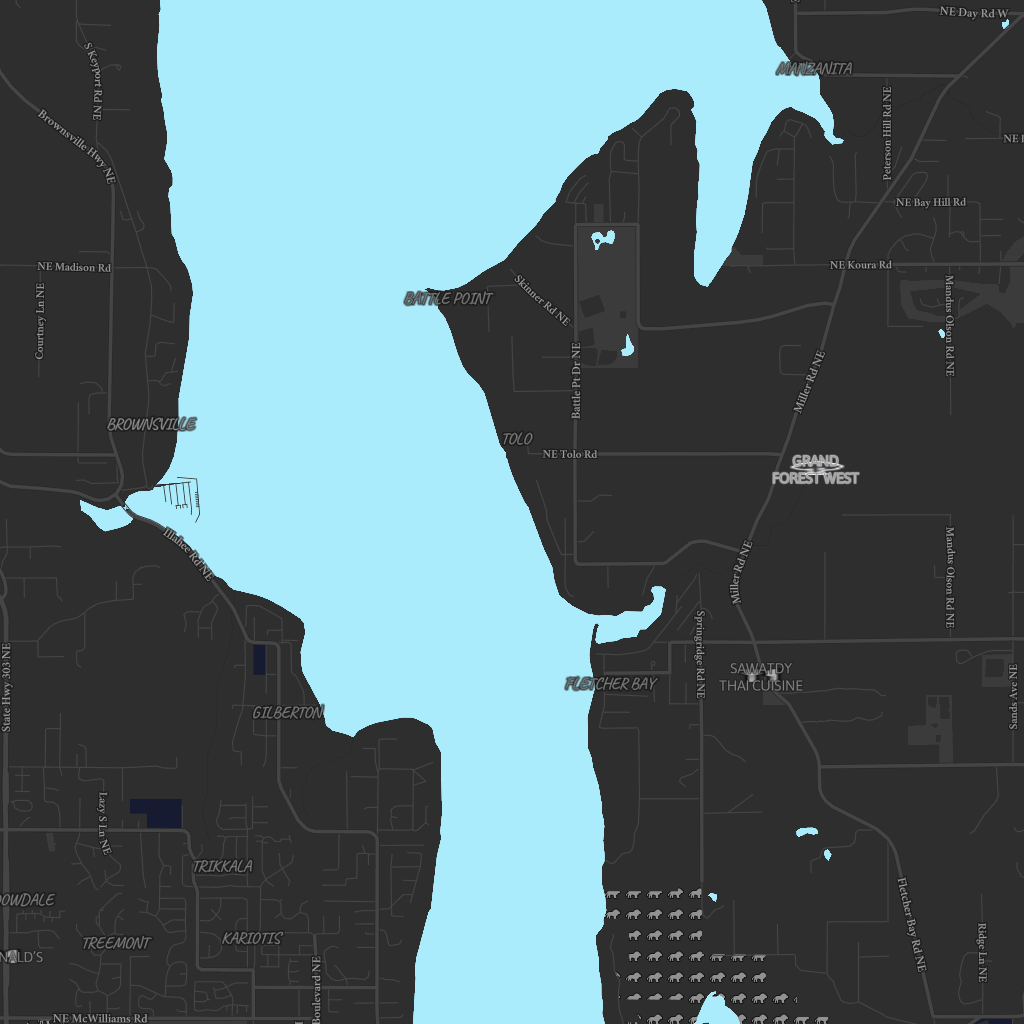 NE Day Rd W
S Keyport Rd NE
MANZANITA
Brownsville Hwy NE
Peterson Hill Rd NE
NE Bay Hill Rd
NE Madison Rd
NE Koura Rd
Courtney Ln NE
BATTLE POINT
Skinner Rd NE
Mandus Olson Rd NE
Battle Pt Dr NE
Miller Rd NE
BROWNSVILLE
TOLO
NE Tolo Rd
GRAND
FOREST WEST
Illahee Rd NE
Miller Rd NE
Mandus Olson Rd NE
State Hwy 303 NE
Springridge Rd NE
SAWATDY
THAI CUISINE
Sands Ave NE
FLETCHER BAY
GILBERTON
Lazy S Ln NE
TRIKKALA
OWDALE
Fletcher Bay Rd NE
TREEMONT
KARIOTIS
Ridge Ln NE
NALD'S
Boulevard NE
NE McWilliams Rd